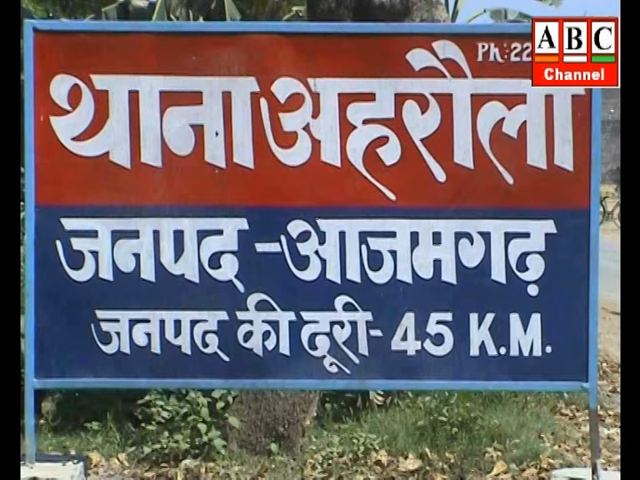 Ph:22
ABC
Channel
थाना अहरौला
जनपद - आजमगढ़
जनपद की दूरी - 45 K.M.